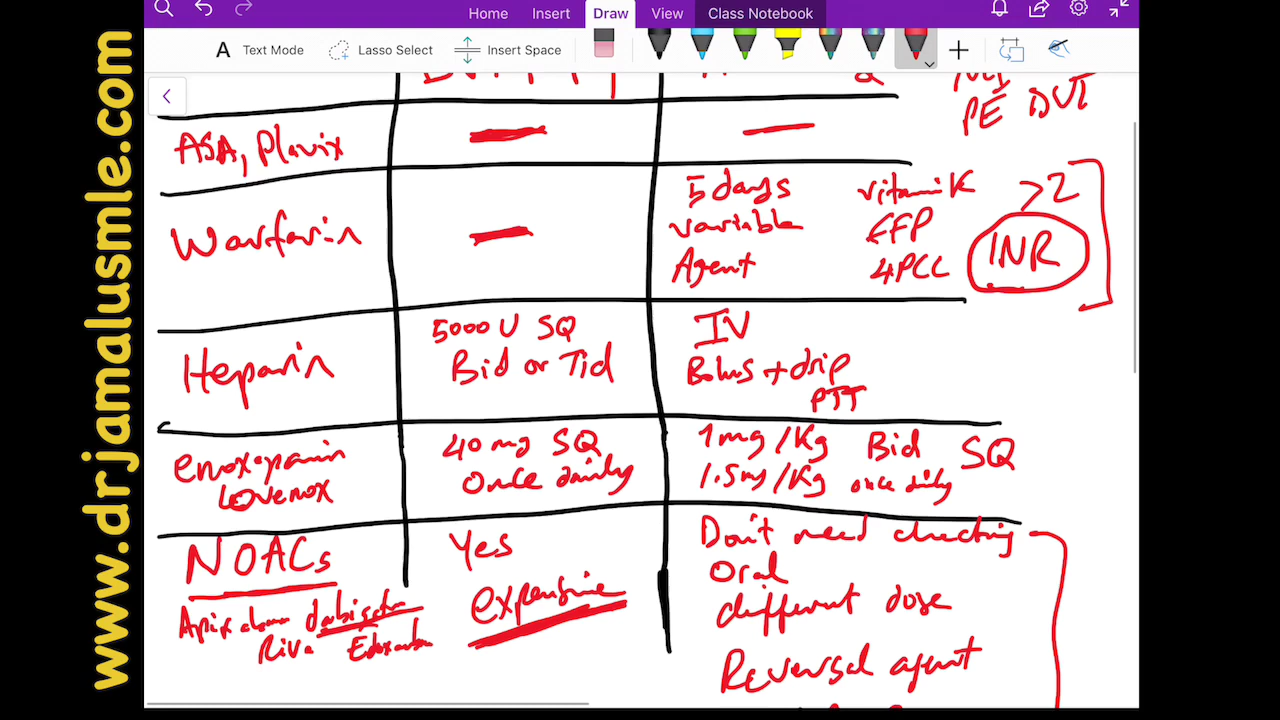 www.drjamalusmle.com
Home Insert Draw View Class Notebook
A Text Mode Lasso Select Insert Space
PE DVT
ASA, Plavix
Warfarin
5 days
variable
Agent
vitamin K
FFP
4PCC
>2
INR
Heparin
5000 U SQ
Bid or Tid
IV
Bolus + drip
PTT
enoxaparin
Lovenox
40 mg SQ
Once daily
1mg/Kg Bid SQ
1.5mg/Kg once daily
NOACs
Riva
Yes
expensive
Don't need checking
Oral
different dose
Reversal agent